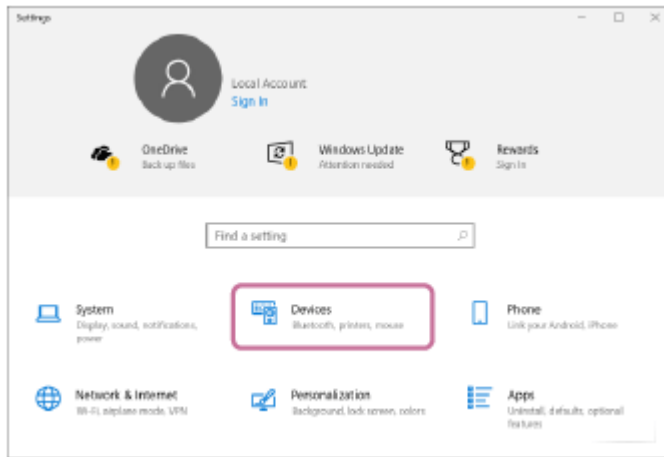 Settings
Local Account
Sign In
OneDrive
Back up files
Windows Update
Attention needed
Rewards
Sign In
Find a setting
System
Display, sound, notifications,
power
Devices
Bluetooth, printers, mouse
Phone
Link your Android, iPhone
Network & Internet
Wi-Fi, airplane mode, VPN
Personalization
Background, lock screen, colors
Apps
Uninstall, defaults, optional
features